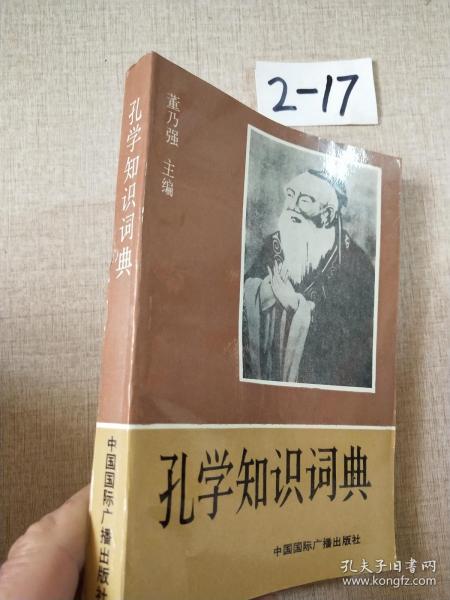 2-17
孔学知识词典
中国国际广播出版社
董乃强 主编
孔学知识词典
中国国际广播出版社
孔夫子旧书网
www.kongfz.com